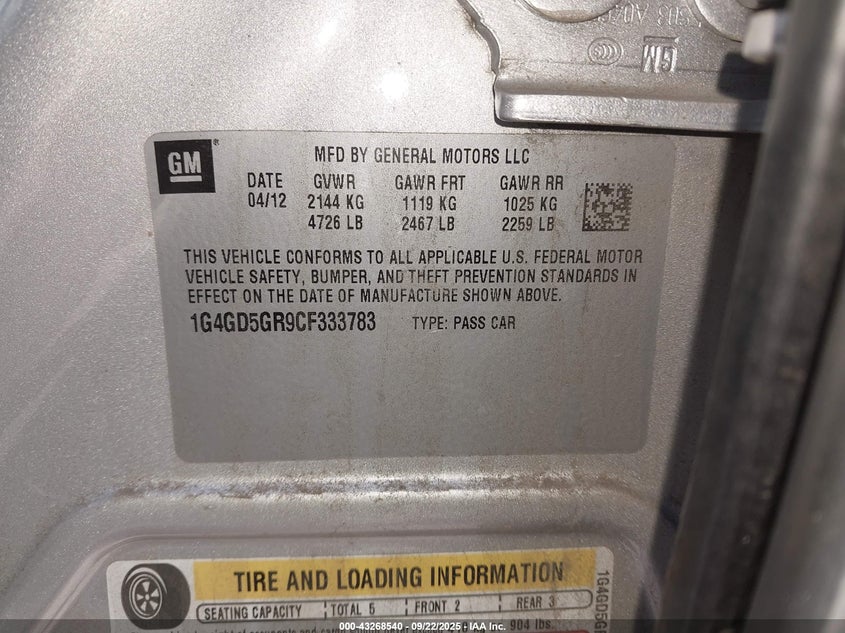 GM
GM
MFD BY GENERAL MOTORS LLC
DATE GVWR GAWR FRT GAWR RR
04/12 2144 KG 1119 KG 1025 KG
4726 LB 2467 LB 2259 LB
THIS VEHICLE CONFORMS TO ALL APPLICABLE U.S. FEDERAL MOTOR
VEHICLE SAFETY, BUMPER, AND THEFT PREVENTION STANDARDS IN
EFFECT ON THE DATE OF MANUFACTURE SHOWN ABOVE.
1G4GD5GR9CF333783 TYPE: PASS CAR
TIRE AND LOADING INFORMATION
SEATING CAPACITY TOTAL 5 FRONT 2 REAR 3
904 lbs.
1G4GD5G
000-43268540 - 09/22/2025 - IAA Inc.